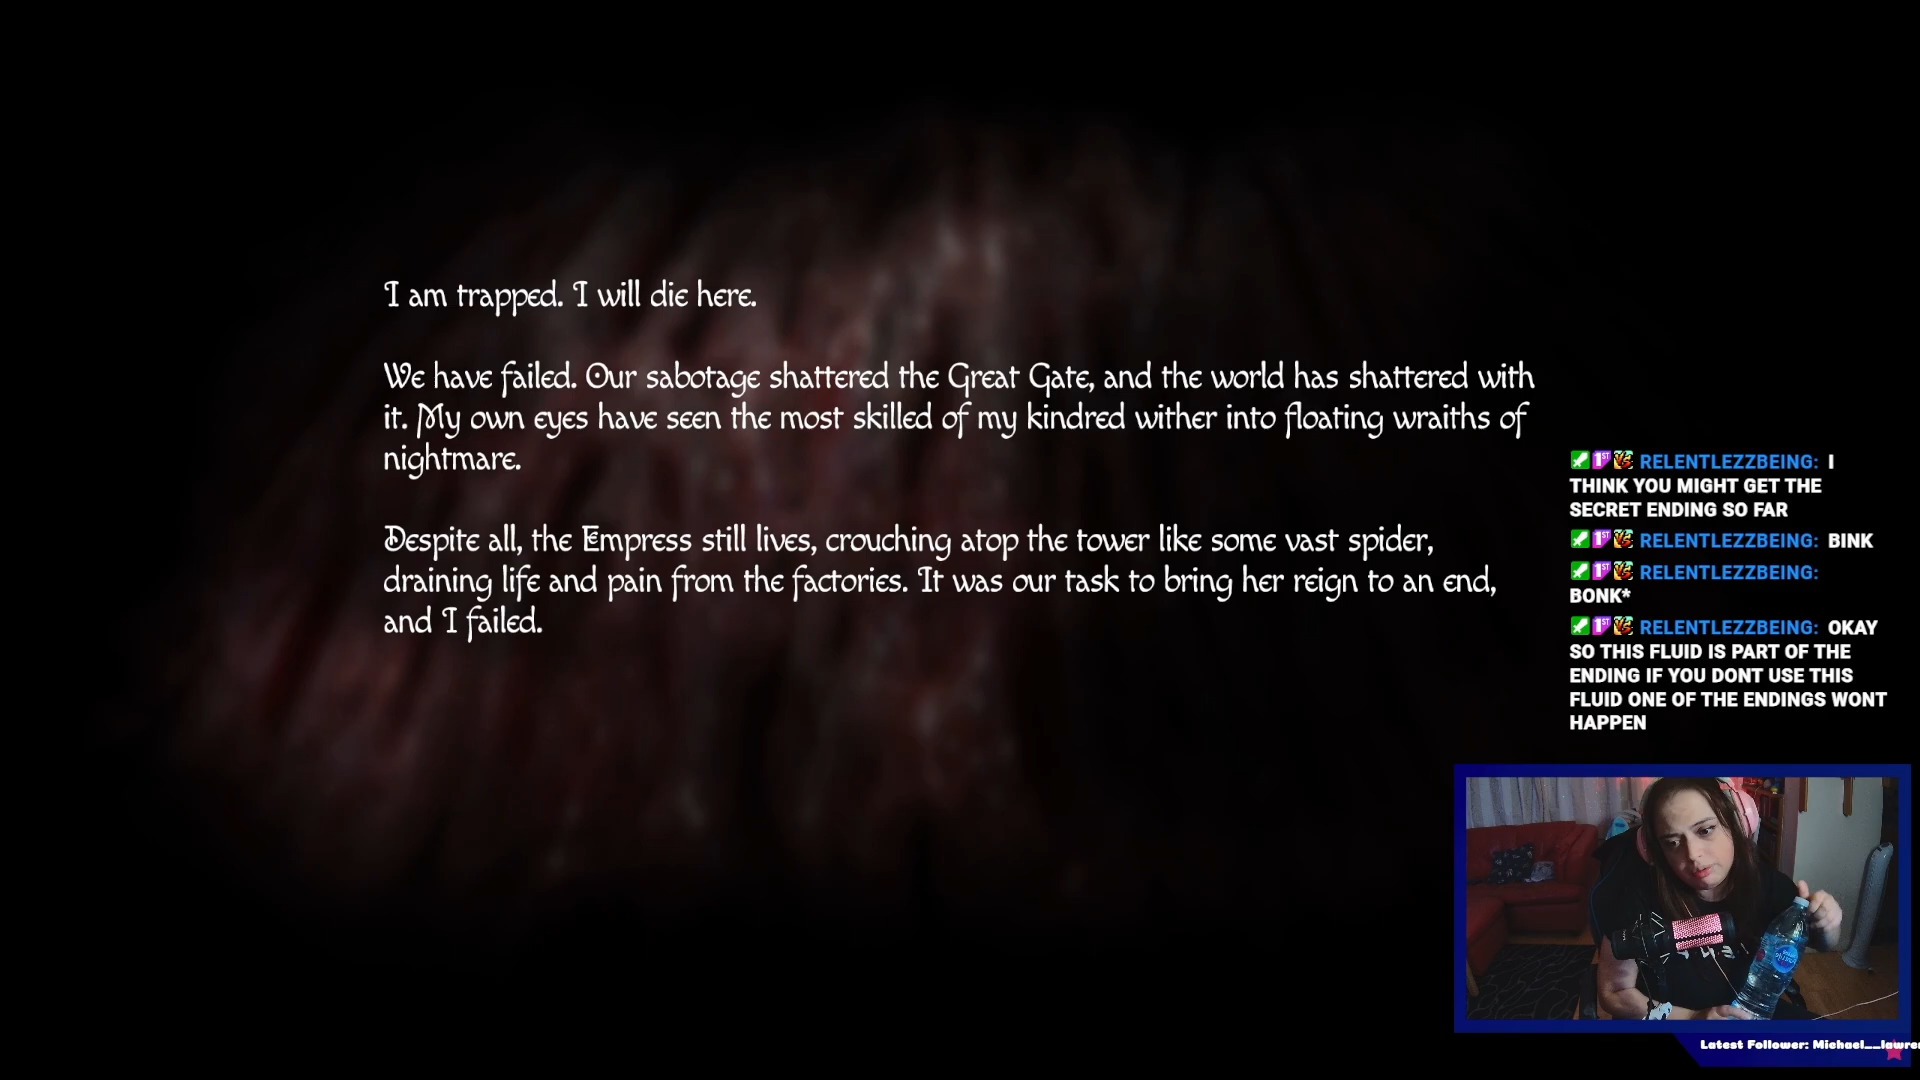 I am trapped. I will die here.
We have failed. Our sabotage shattered the Great Gate, and the world has shattered with
it. My own eyes have seen the most skilled of my kindred wither into floating wraiths of
nightmare.
Despite all, the Empress still lives, crouching atop the tower like some vast spider,
draining life and pain from the factories. It was our task to bring her reign to an end,
and I failed.
RELENTLEZZBEING: I
THINK YOU MIGHT GET THE
SECRET ENDING SO FAR
RELENTLEZZBEING: BINK
RELENTLEZZBEING:
BONK*
RELENTLEZZBEING: OKAY
SO THIS FLUID IS PART OF THE
ENDING IF YOU DONT USE THIS
FLUID ONE OF THE ENDINGS WONT
HAPPEN
Latest Follower: Michael__lawre